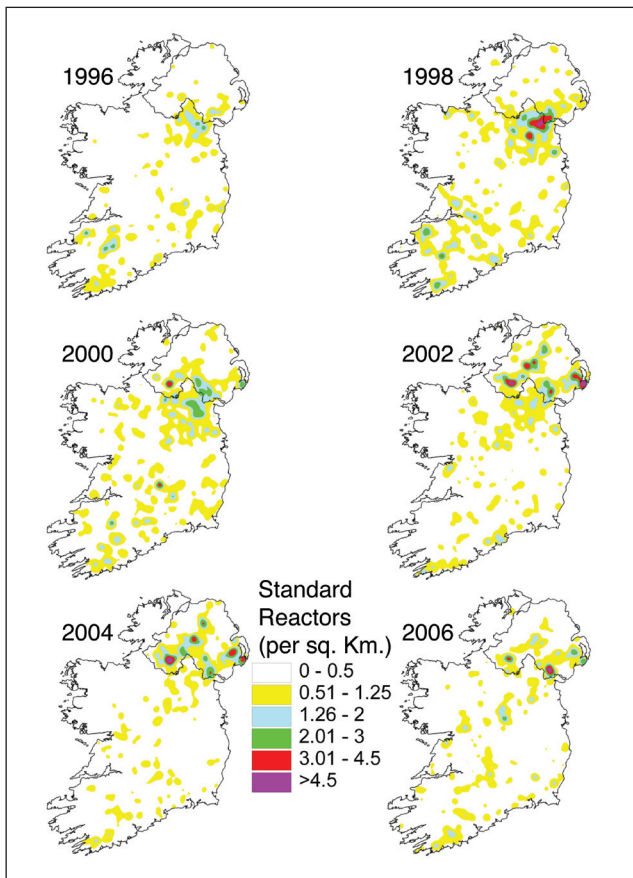 1996
1998
2000
2002
Standard
Reactors
(per sq. Km.)
0 - 0.5
0.51 - 1.25
1.26 - 2
2.01 - 3
3.01 - 4.5
>4.5
2004
2006